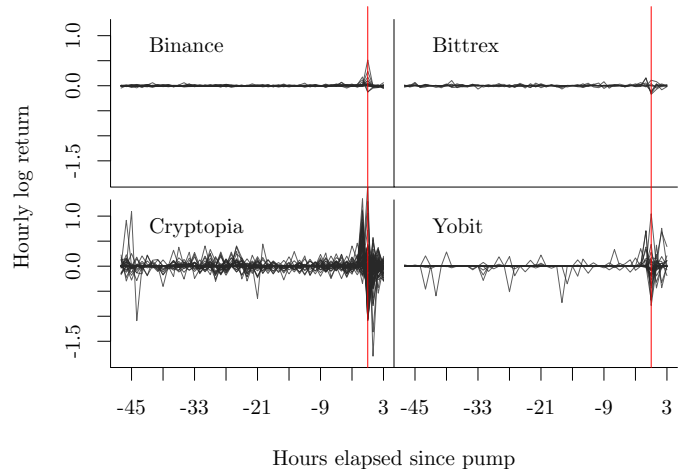 Binance
Bittrex
1.0
0.0
-1.5
Hourly log return
Cryptopia
Yobit
1.0
0.0
-1.5
-45 -33 -21 -9 3 -45 -33 -21 -9 3
Hours elapsed since pump